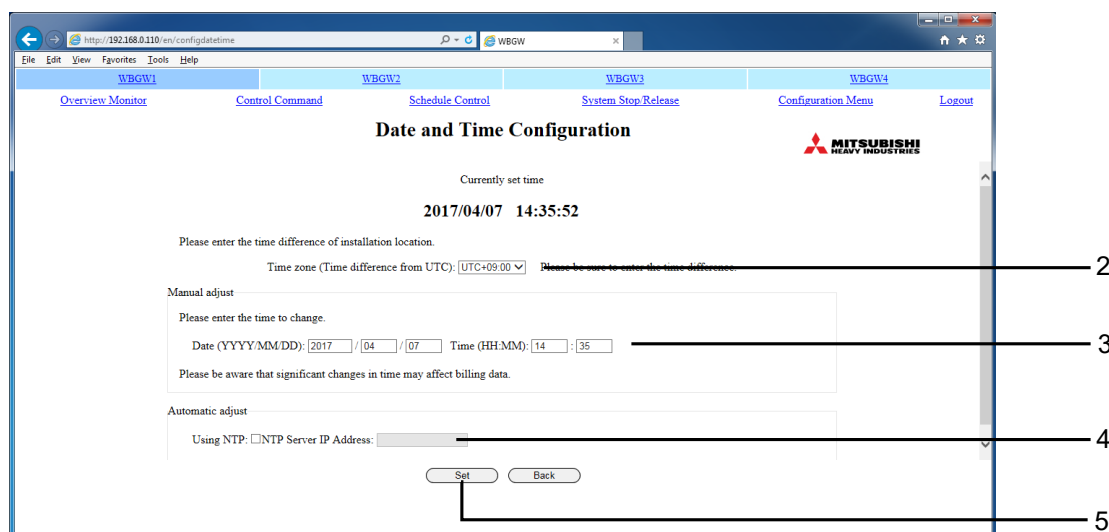 http://192.168.0.110/en/configdatetime WBGW
File Edit View Favorites Tools Help
WBGW1 WBGW2 WBGW3 WBGW4
Overview Monitor Control Command Schedule Control System Stop/Release Configuration Menu Logout
Date and Time Configuration
MITSUBISHI
HEAVY INDUSTRIES
Currently set time
2017/04/07 14:35:52
Please enter the time difference of installation location.
Time zone (Time difference from UTC): UTC+09:00 Please be sure to enter the time difference.
2
Manual adjust
Please enter the time to change.
Date (YYYY/MM/DD): 2017 / 04 / 07 Time (HH:MM): 14 : 35
3
Please be aware that significant changes in time may affect billing data.
Automatic adjust
Using NTP: NTP Server IP Address:
4
Set Back
5